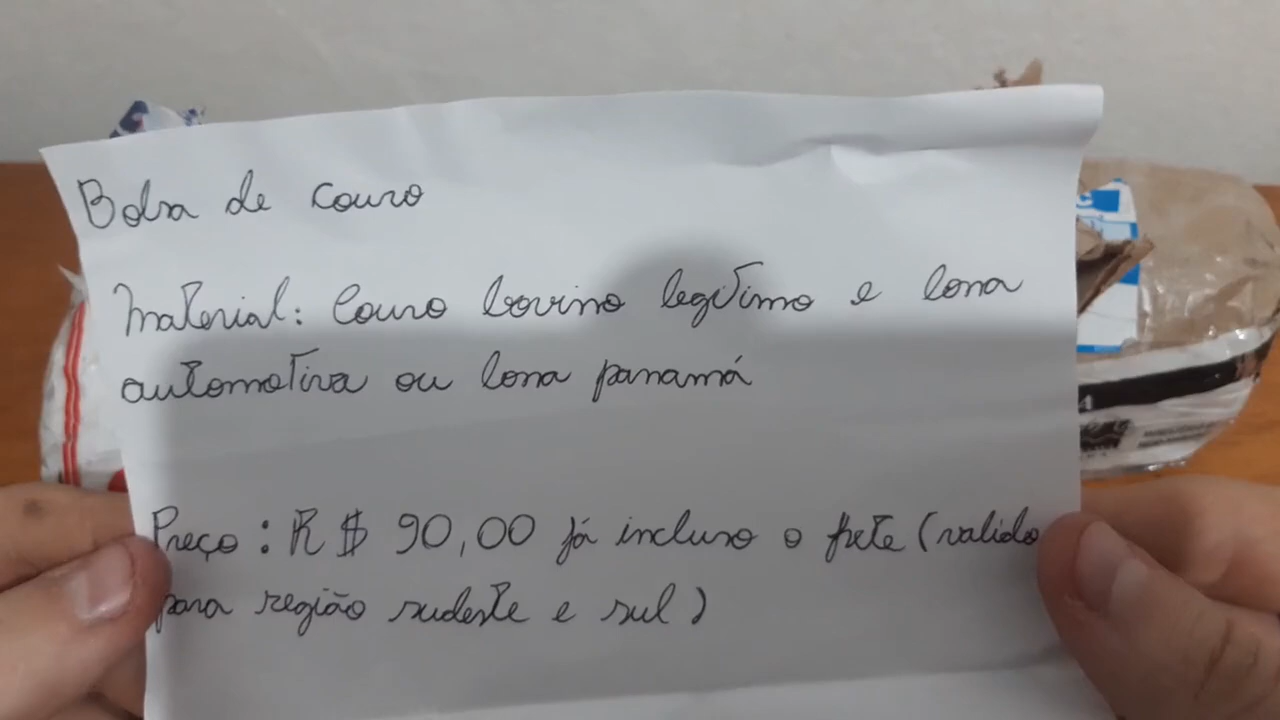 Bolsa de couro
Material: Couro bovino legítimo e lona
automotiva ou lona panamá
Preço: R$ 90,00 já incluso o frete (valido
para região sudeste e sul)